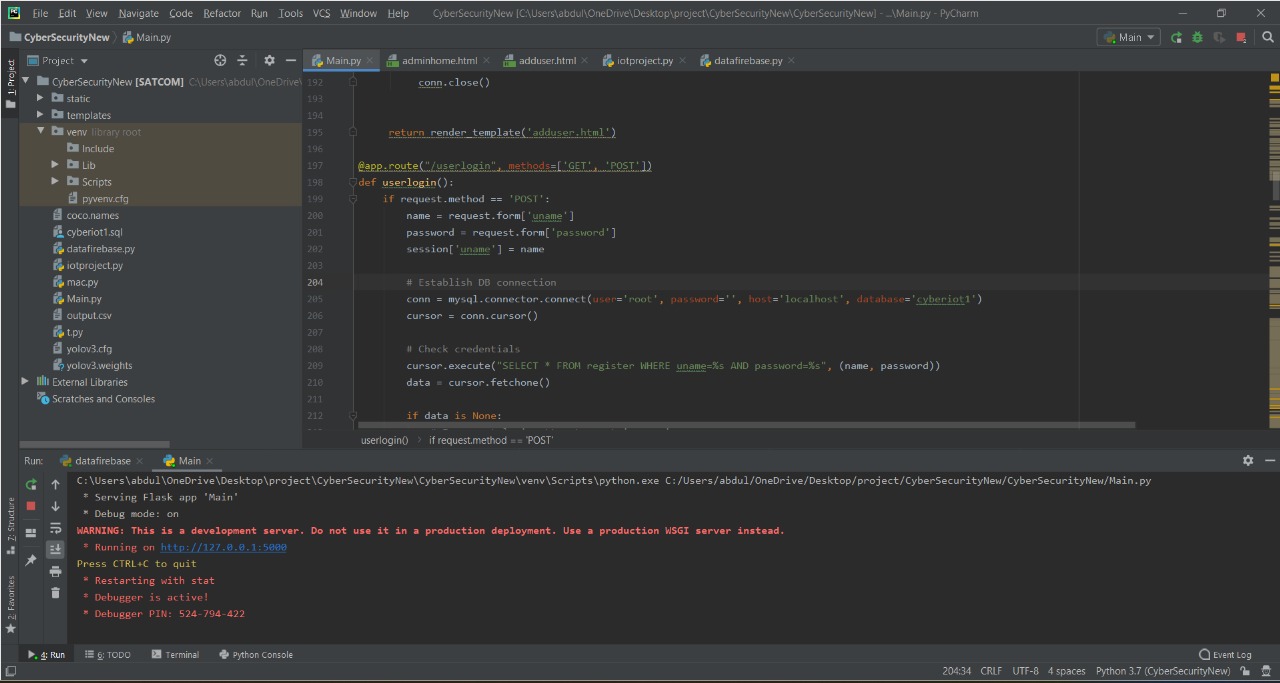 File Edit View Navigate Code Refactor Run Tools VCS Window Help CyberSecurityNew [C:\Users\abdul\OneDrive\Desktop\project\CyberSecurityNew\CyberSecurityNew] - ...\Main.py - PyCharm
CyberSecurityNew Main.py Main
1: Project
Project
Main.py adminhome.html adduser.html iotproject.py datafirebase.py
CyberSecurityNew [SATCOM] C:\Users\abdul\OneDrive\
static
templates
venv library root
Include
Lib
Scripts
pyvenv.cfg
coco.names
cyberiot1.sql
datafirebase.py
iotproject.py
mac.py
Main.py
output.csv
t.py
yolov3.cfg
yolov3.weights
External Libraries
Scratches and Consoles
192 conn.close()
193
194
195 return render_template('adduser.html')
196
197 @app.route("/userlogin", methods=['GET', 'POST'])
198 def userlogin():
199 if request.method == 'POST':
200 name = request.form['uname']
201 password = request.form['password']
202 session['uname'] = name
203
204 # Establish DB connection
205 conn = mysql.connector.connect(user='root', password='', host='localhost', database='cyberiot1')
206 cursor = conn.cursor()
207
208 # Check credentials
209 cursor.execute("SELECT * FROM register WHERE uname=%s AND password=%s", (name, password))
210 data = cursor.fetchone()
211
212 if data is None:
userlogin() if request.method == 'POST'
Run: datafirebase Main
C:\Users\abdul\OneDrive\Desktop\project\CyberSecurityNew\CyberSecurityNew\venv\Scripts\python.exe C:/Users/abdul/OneDrive/Desktop/project/CyberSecurityNew/CyberSecurityNew/Main.py
* Serving Flask app 'Main'
* Debug mode: on
WARNING: This is a development server. Do not use it in a production deployment. Use a production WSGI server instead.
* Running on http://127.0.0.1:5000
Press CTRL+C to quit
* Restarting with stat
* Debugger is active!
* Debugger PIN: 524-794-422
Z: Structure
2: Favorites
4: Run 6: TODO Terminal Python Console Event Log
204:34 CRLF UTF-8 4 spaces Python 3.7 (CyberSecurityNew)